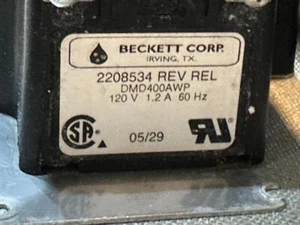 BECKETT CORP.
IRVING, TX.
2208534 REV REL
DMD400AWP
120 V 1.2 A 60 Hz
05/29